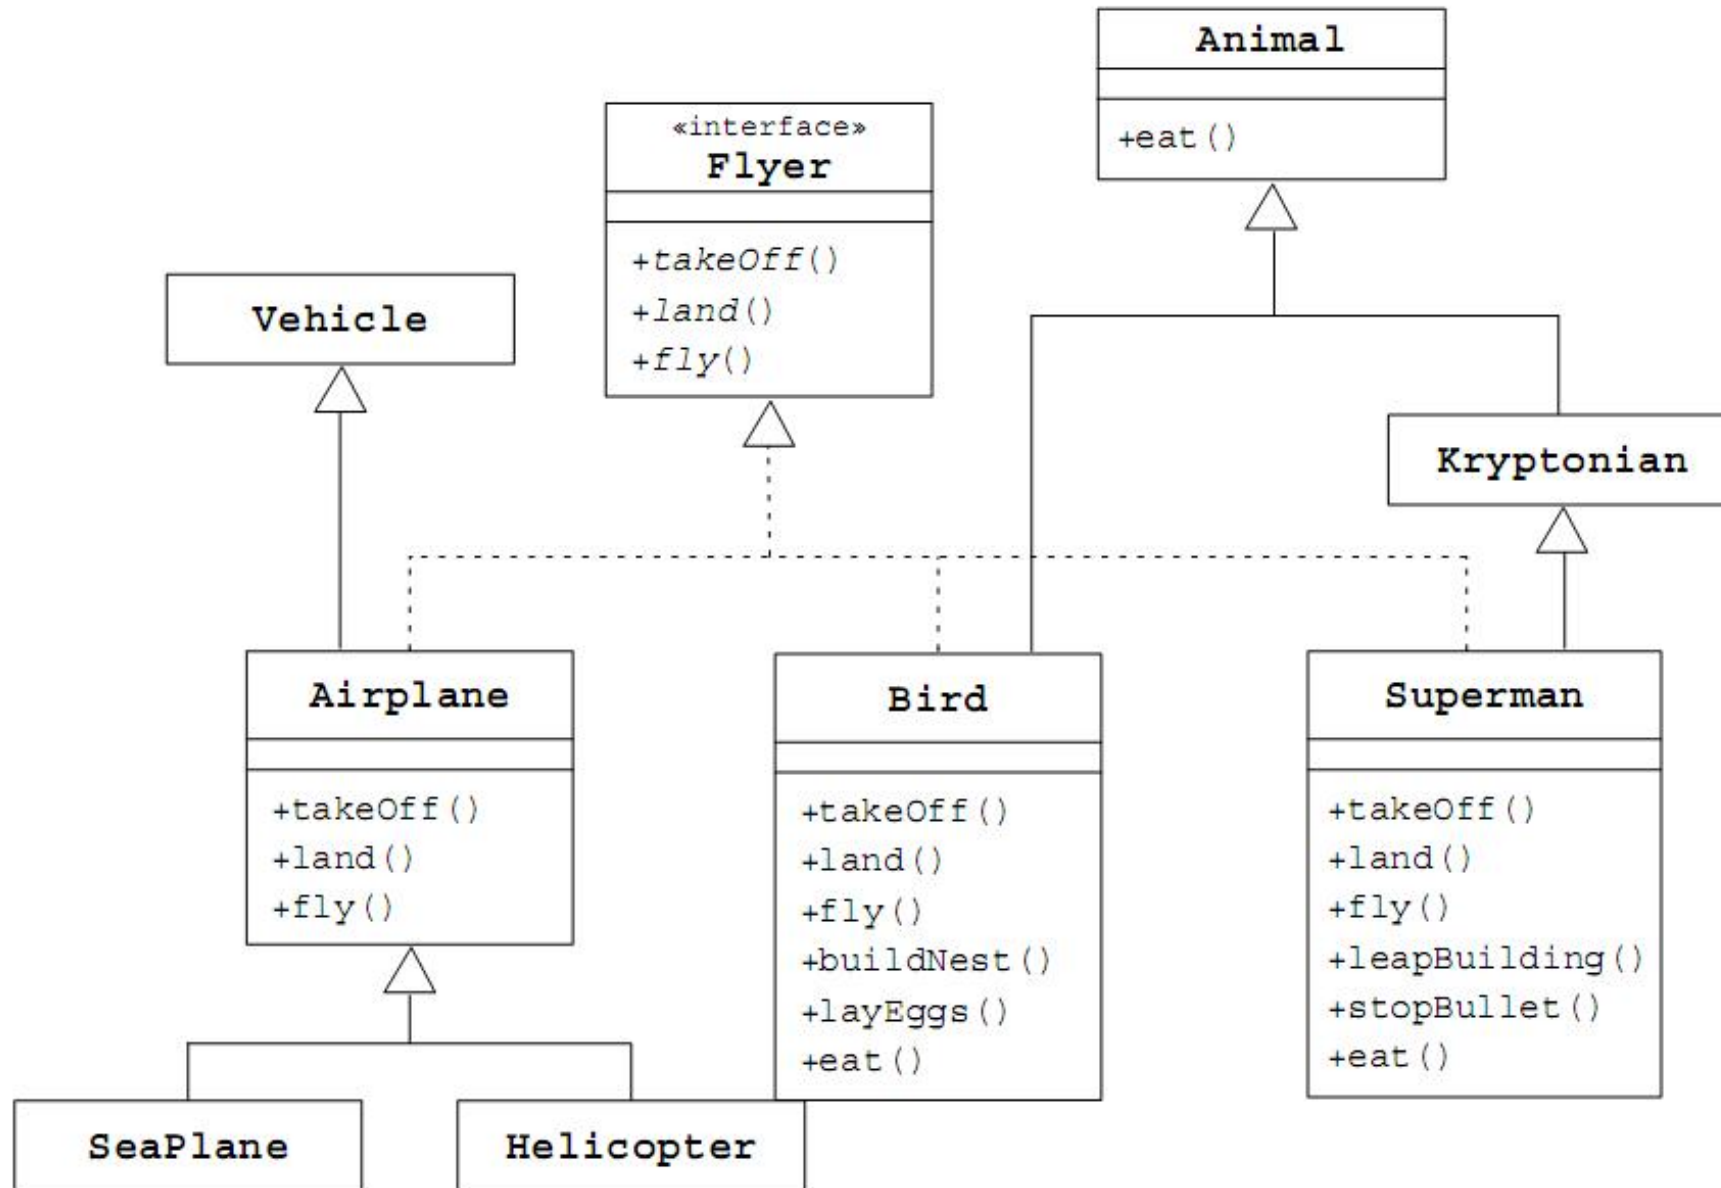 Animal
+eat()
«interface»
Flyer
+takeOff()
+land()
+fly()
Vehicle
Kryptonian
Airplane
+takeOff()
+land()
+fly()
Bird
+takeOff()
+land()
+fly()
+buildNest()
+layEggs()
+eat()
Superman
+takeOff()
+land()
+fly()
+leapBuilding()
+stopBullet()
+eat()
SeaPlane
Helicopter